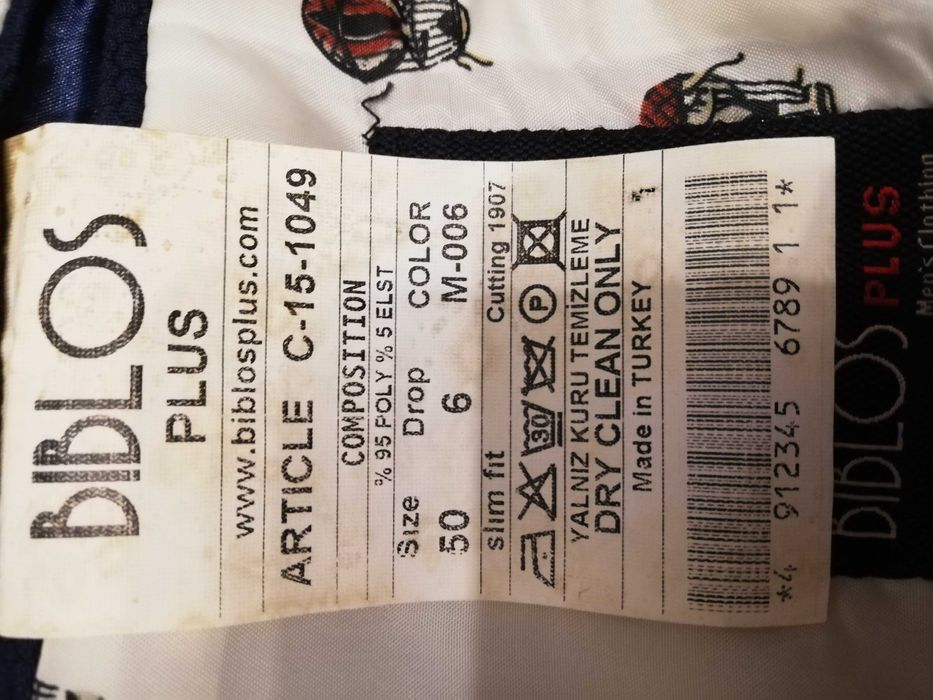 BIBLOS
PLUS
www.biblosplus.com
ARTICLE C-15-1049
COMPOSITION
% 95 POLY % 5 ELST
Size Drop COLOR
50 6 M-006
slim fit Cutting 1907
30 P
YALNIZ KURU TEMİZLEME
DRY CLEAN ONLY
Made in TURKEY
*4 912345 6789 1 1*
BIBLOS PLUS
Men's Clothing